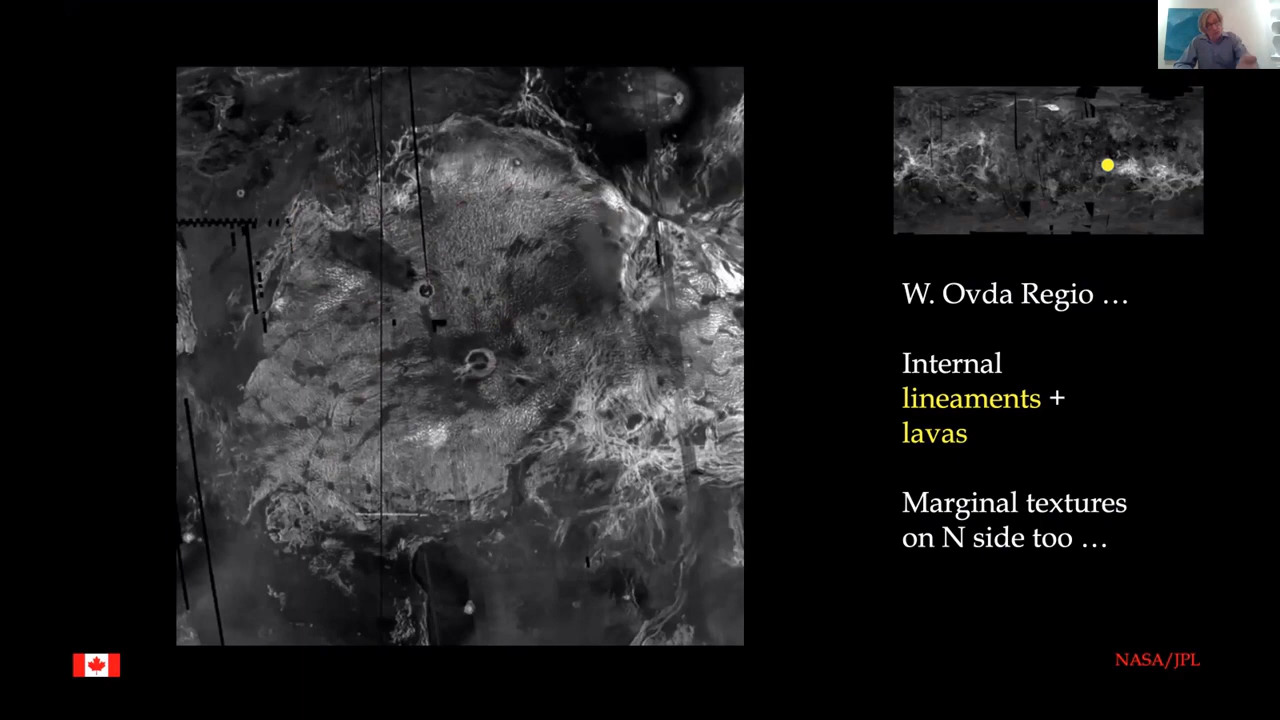 W. Ovda Regio …
Internal
lineaments +
lavas
Marginal textures
on N side too …
NASA/JPL